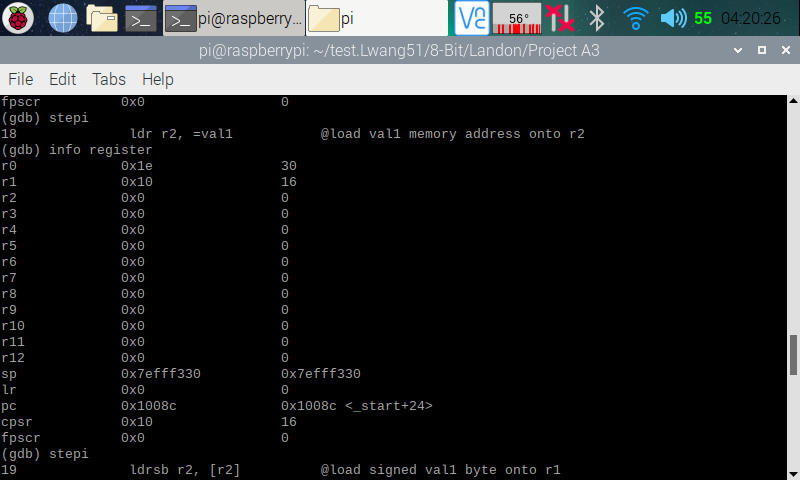 pi@raspberry... pi V2 56° 55 04:20:26
pi@raspberrypi: ~/test.Lwang51/8-Bit/Landon/Project A3
File Edit Tabs Help
fpscr 0x0 0
(gdb) stepi
18 ldr r2, =val1 @load val1 memory address onto r2
(gdb) info register
r0 0x1e 30
r1 0x10 16
r2 0x0 0
r3 0x0 0
r4 0x0 0
r5 0x0 0
r6 0x0 0
r7 0x0 0
r8 0x0 0
r9 0x0 0
r10 0x0 0
r11 0x0 0
r12 0x0 0
sp 0x7efff330 0x7efff330
lr 0x0 0
pc 0x1008c 0x1008c <_start+24>
cpsr 0x10 16
fpscr 0x0 0
(gdb) stepi
19 ldrsb r2, [r2] @load signed val1 byte onto r1